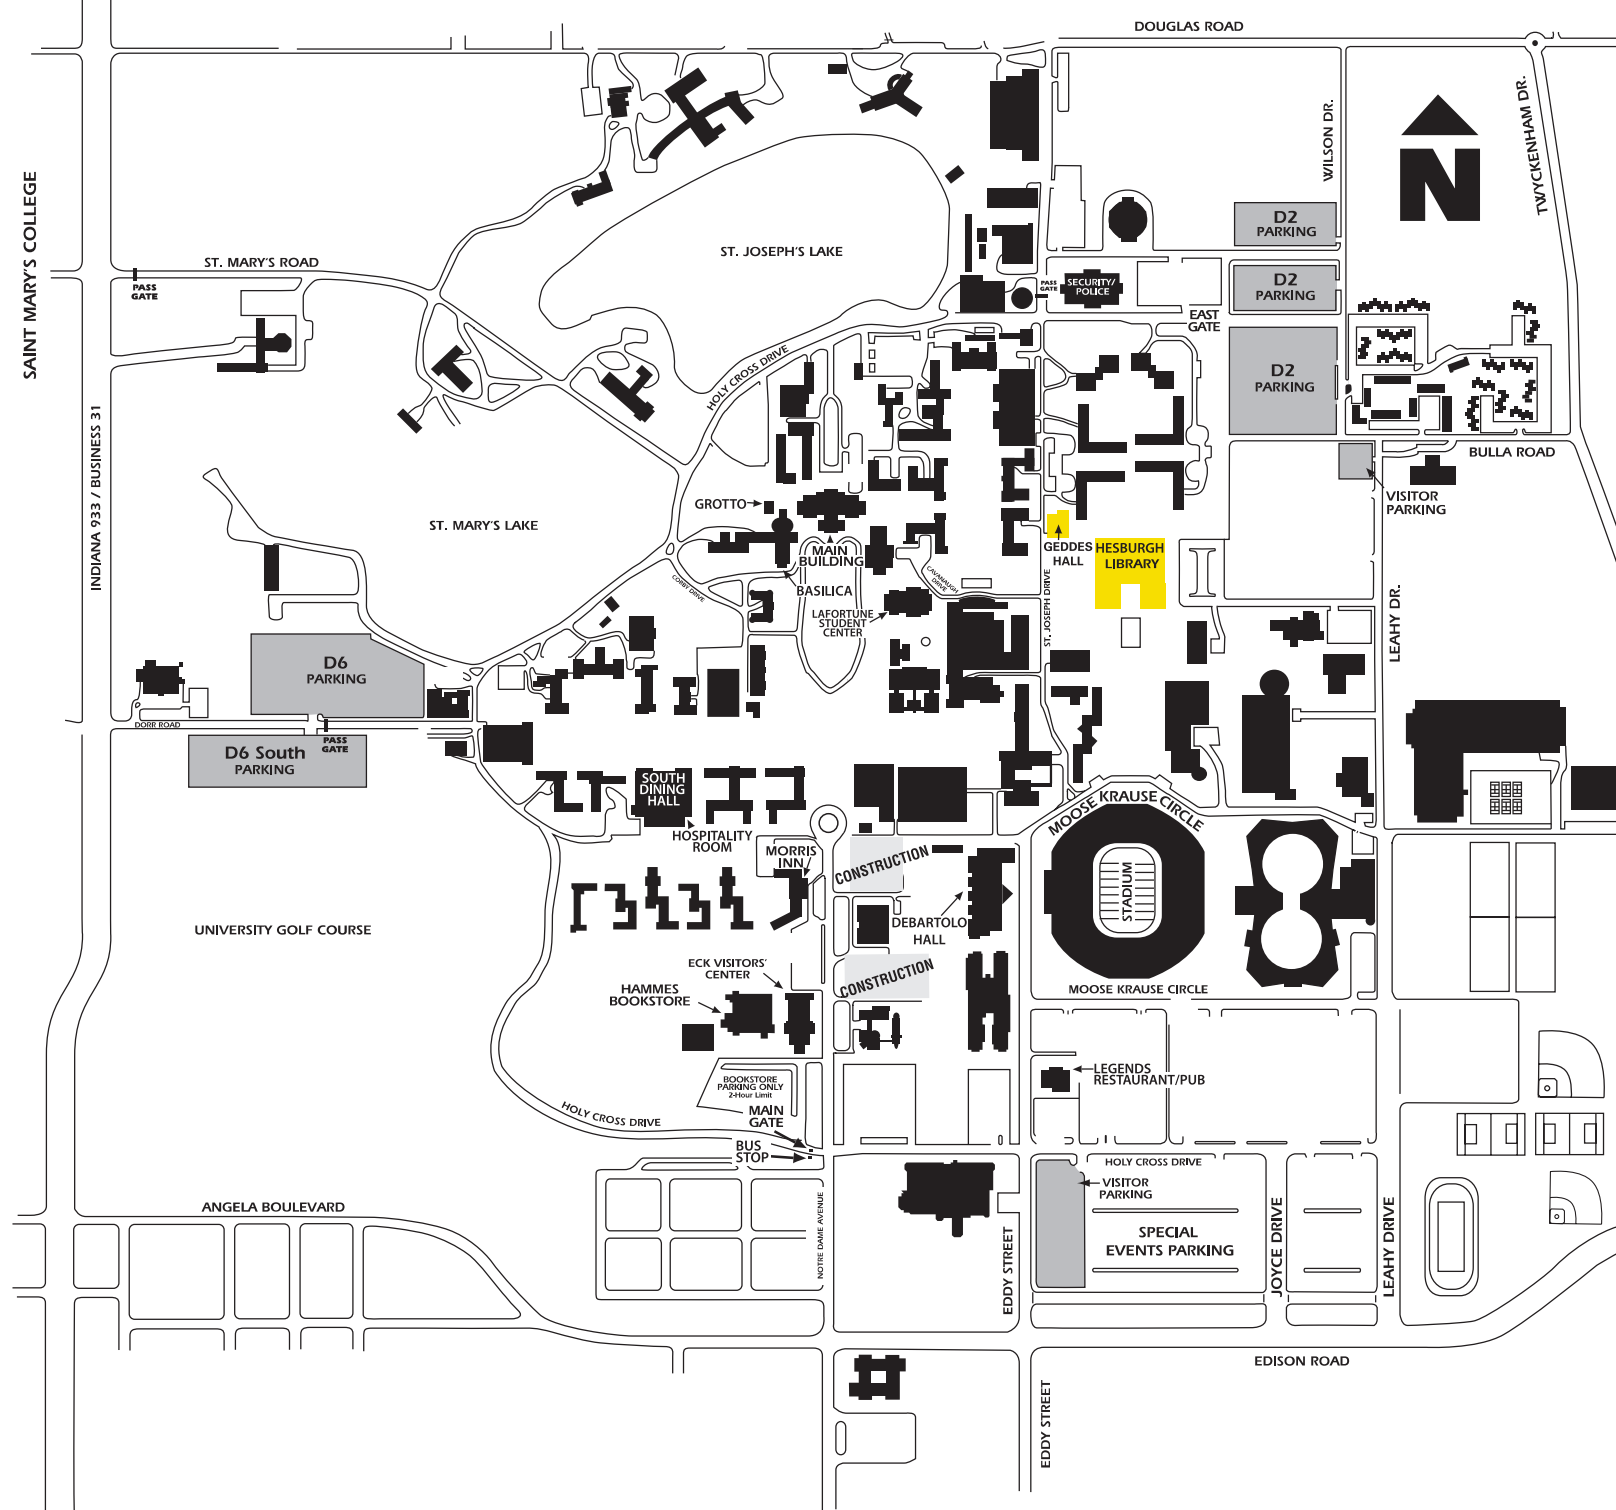 DOUGLAS ROAD
TWYCKENHAM DR.
WILSON DR.
N
SAINT MARY'S COLLEGE
D2
PARKING
ST. JOSEPH'S LAKE
ST. MARY'S ROAD
PASS
GATE
SECURITY/
POLICE
PASS
GATE
D2
PARKING
EAST
GATE
HOLY CROSS DRIVE
D2
PARKING
INDIANA 933 / BUSINESS 31
BULLA ROAD
VISITOR
PARKING
GROTTO
ST. MARY'S LAKE
MAIN
BUILDING
GEDDES
HALL
HESBURGH
LIBRARY
BASILICA
CORBY DRIVE
CAVANAUGH
DRIVE
LAFORTUNE
STUDENT
CENTER
ST. JOSEPH DRIVE
LEAHY DR.
D6
PARKING
DORR ROAD
PASS
GATE
D6 South
PARKING
SOUTH
DINING
HALL
HOSPITALITY
ROOM
MOOSE KRAUSE CIRCLE
MORRIS
INN
CONSTRUCTION
STADIUM
DEBARTOLO
HALL
UNIVERSITY GOLF COURSE
ECK VISITORS'
CENTER
CONSTRUCTION
HAMMES
BOOKSTORE
MOOSE KRAUSE CIRCLE
LEGENDS
RESTAURANT/PUB
BOOKSTORE
PARKING ONLY
2-Hour Limit
HOLY CROSS DRIVE
MAIN
GATE
BUS
STOP
HOLY CROSS DRIVE
VISITOR
PARKING
ANGELA BOULEVARD
NOTRE DAME AVENUE
SPECIAL
EVENTS PARKING
EDDY STREET
JOYCE DRIVE
LEAHY DRIVE
EDISON ROAD
EDDY STREET